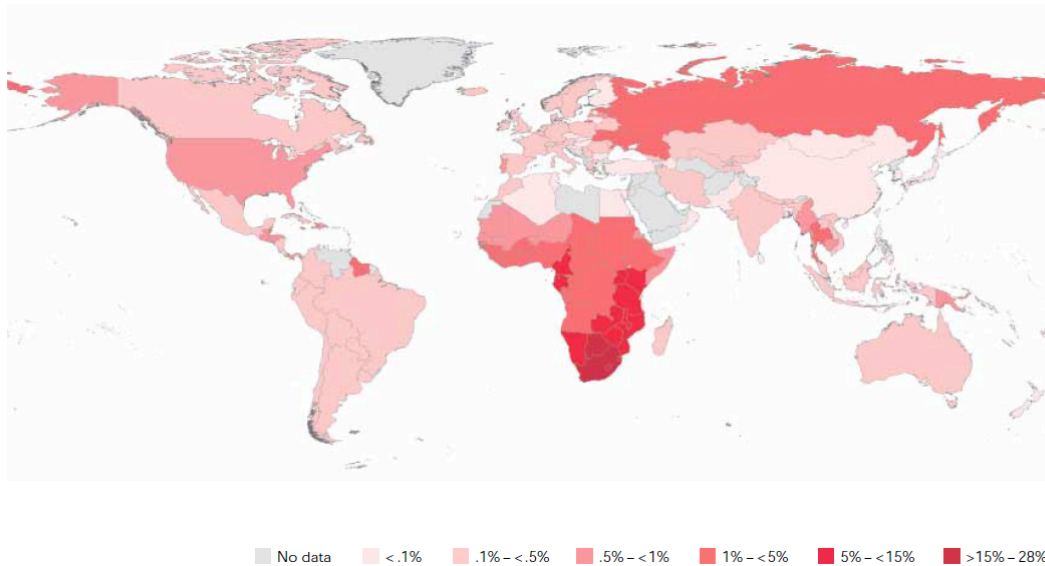 No data < .1% .1% – <.5% .5% – <1% 1% – <5% 5% – <15% >15% – 28%